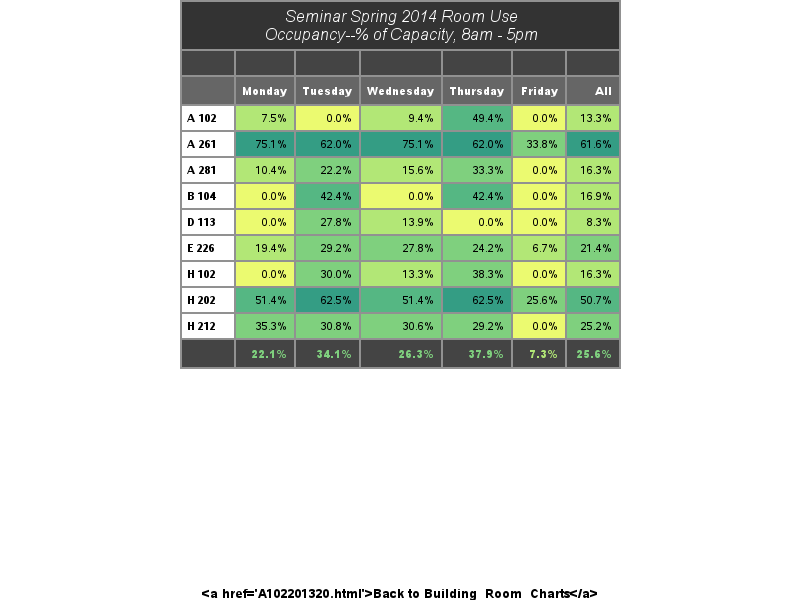 Seminar Spring 2014 Room Use
Occupancy--% of Capacity, 8am - 5pm
Monday Tuesday Wednesday Thursday Friday All
A 102 7.5% 0.0% 9.4% 49.4% 0.0% 13.3%
A 261 75.1% 62.0% 75.1% 62.0% 33.8% 61.6%
A 281 10.4% 22.2% 15.6% 33.3% 0.0% 16.3%
B 104 0.0% 42.4% 0.0% 42.4% 0.0% 16.9%
D 113 0.0% 27.8% 13.9% 0.0% 0.0% 8.3%
E 226 19.4% 29.2% 27.8% 24.2% 6.7% 21.4%
H 102 0.0% 30.0% 13.3% 38.3% 0.0% 16.3%
H 202 51.4% 62.5% 51.4% 62.5% 25.6% 50.7%
H 212 35.3% 30.8% 30.6% 29.2% 0.0% 25.2%
22.1% 34.1% 26.3% 37.9% 7.3% 25.6%
<a href='A102201320.html'>Back to Building_Room_Charts</a>